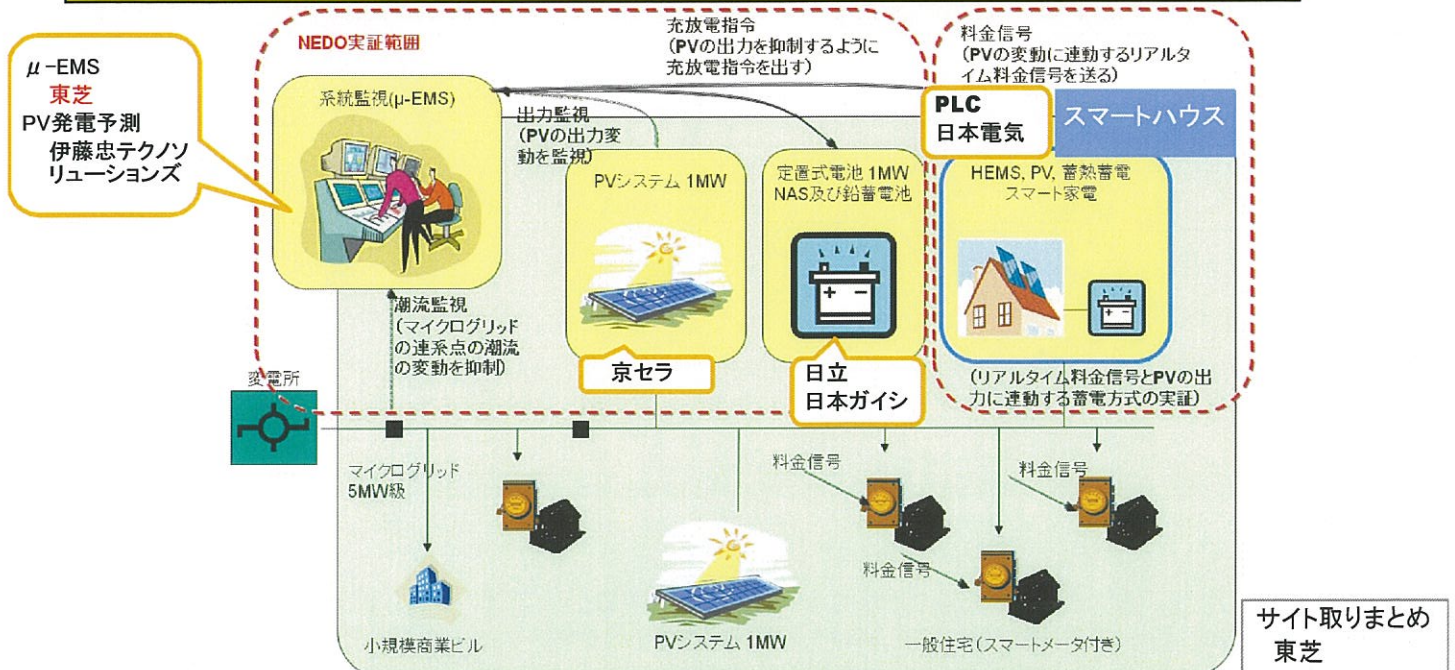 NEDO実証範囲
μ-EMS
東芝
PV発電予測
伊藤忠テクノソ
リューションズ
系統監視(μ-EMS)
充放電指令
(PVの出力を抑制するように
充放電指令を出す)
料金信号
(PVの変動に連動するリアルタ
イム料金信号を送る)
出力監視
(PVの出力変
動を監視)
PLC
日本電気
スマートハウス
PVシステム 1MW
定置式電池 1MW
NAS及び鉛蓄電池
HEMS, PV, 蓄熱蓄電
スマート家電
潮流監視
(マイクログリッド
の連系点の潮流
の変動を抑制)
京セラ
日立
日本ガイシ
(リアルタイム料金信号とPVの出
力に連動する蓄電方式の実証)
変電所
マイクログリッド
5MW級
料金信号
料金信号
料金信号
小規模商業ビル
PVシステム 1MW
一般住宅(スマートメータ付き)
サイト取りまとめ
東芝